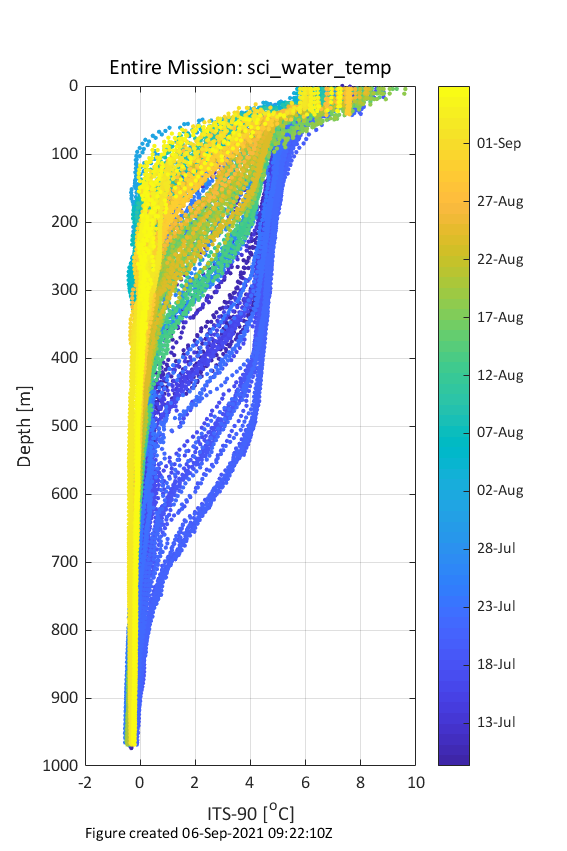 Entire Mission: sci_water_temp
0
100
200
300
400
500
600
700
800
900
1000
Depth [m]
-2 0 2 4 6 8 10
ITS-90 [oC]
01-Sep
27-Aug
22-Aug
17-Aug
12-Aug
07-Aug
02-Aug
28-Jul
23-Jul
18-Jul
13-Jul
Figure created 06-Sep-2021 09:22:10Z